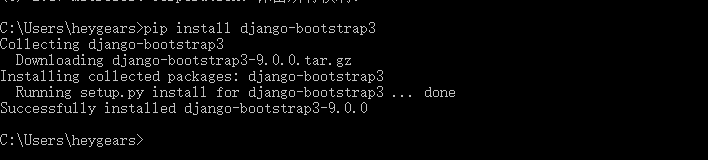 C:\Users\heygears>pip install django-bootstrap3
Collecting django-bootstrap3
  Downloading django-bootstrap3-9.0.0.tar.gz
Installing collected packages: django-bootstrap3
  Running setup.py install for django-bootstrap3 ... done
Successfully installed django-bootstrap3-9.0.0
C:\Users\heygears>